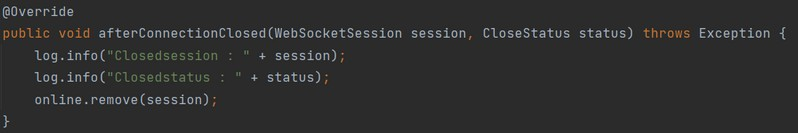 @Override
public void afterConnectionClosed(WebSocketSession session, CloseStatus status) throws Exception {
    log.info("Closedsession : " + session);
    log.info("Closedstatus : " + status);
    online.remove(session);
}